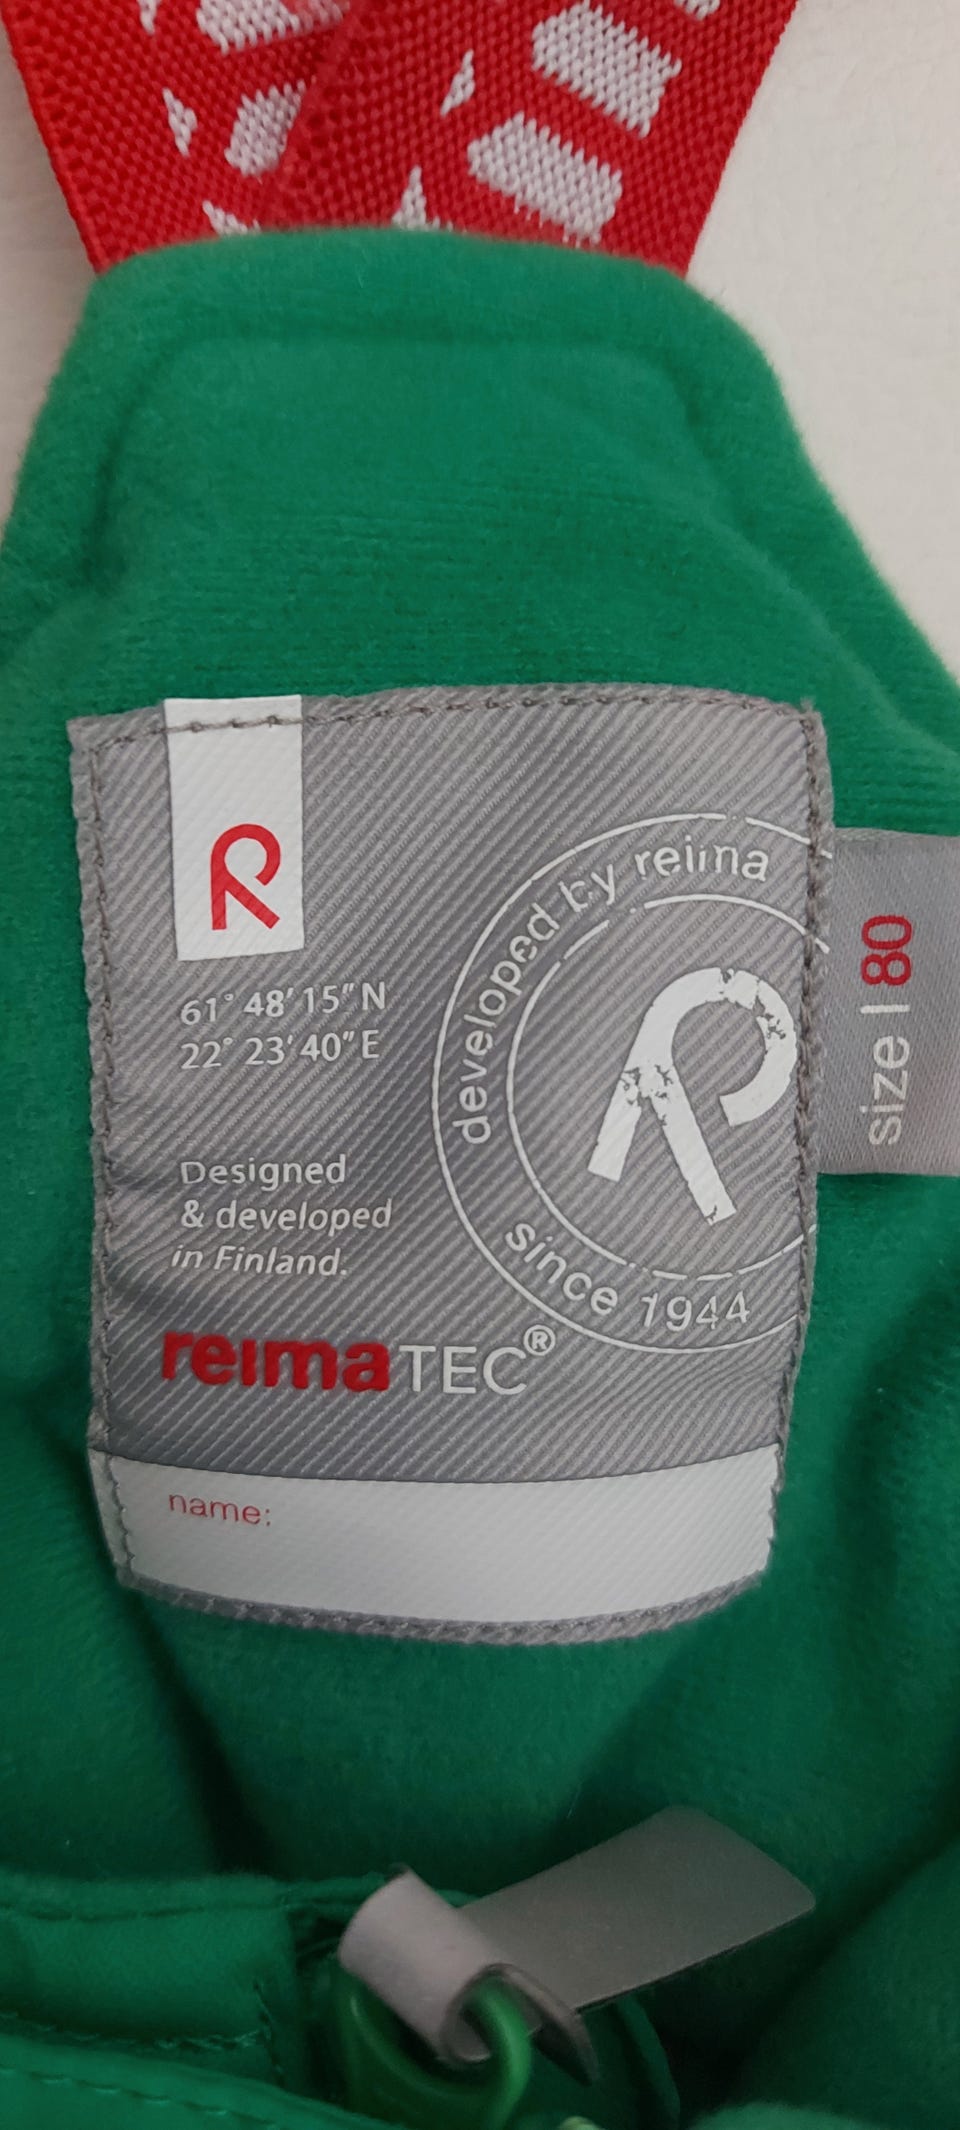 R
61° 48' 15" N
22° 23' 40" E
Designed
& developed
in Finland.
reimaTEC®
name:
developed by reima
R
since 1944
size | 80